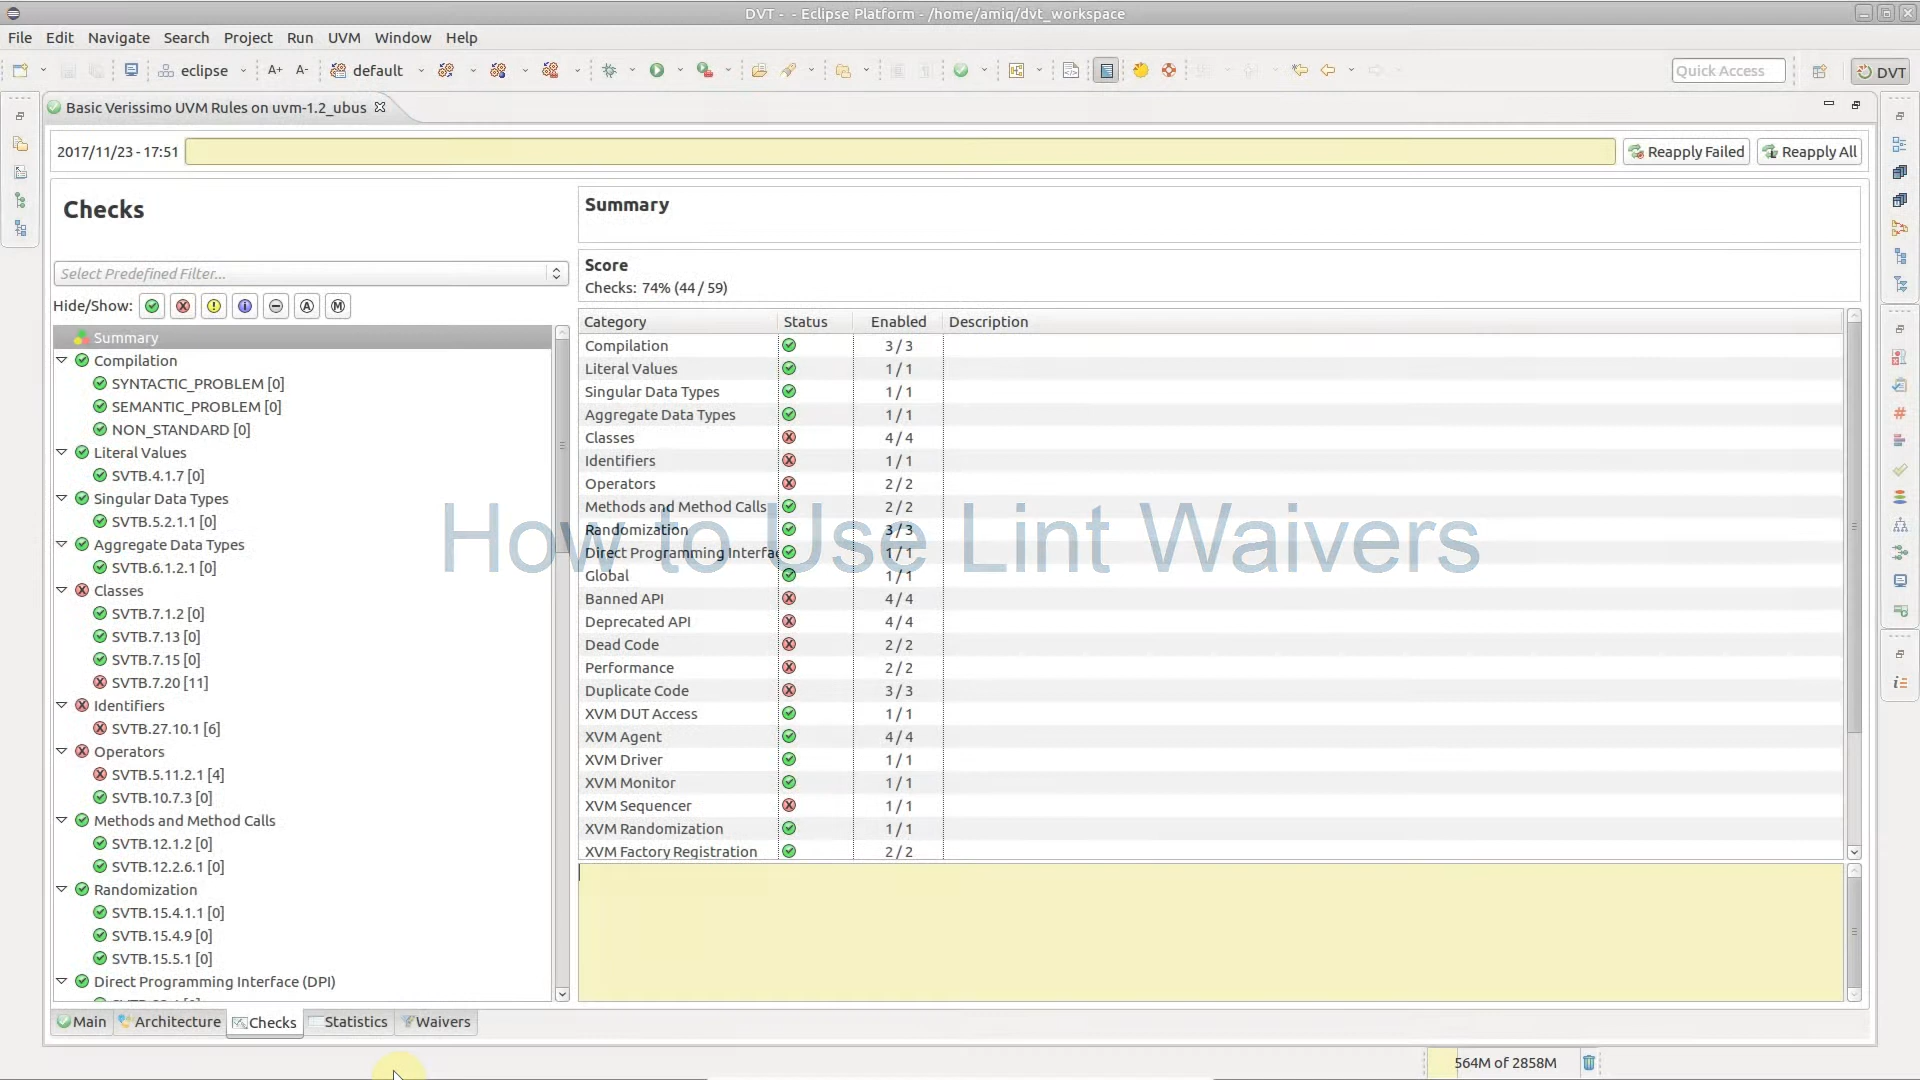 DVT - - Eclipse Platform - /home/amiq/dvt_workspace
File Edit Navigate Search Project Run UVM Window Help
eclipse A+ A- default Quick Access DVT
Basic Verissimo UVM Rules on uvm-1.2_ubus
2017/11/23 - 17:51 Reapply Failed Reapply All
Checks
Select Predefined Filter...
Hide/Show: A M
Summary
Compilation
SYNTACTIC_PROBLEM [0]
SEMANTIC_PROBLEM [0]
NON_STANDARD [0]
Literal Values
SVTB.4.1.7 [0]
Singular Data Types
SVTB.5.2.1.1 [0]
Aggregate Data Types
SVTB.6.1.2.1 [0]
Classes
SVTB.7.1.2 [0]
SVTB.7.13 [0]
SVTB.7.15 [0]
SVTB.7.20 [11]
Identifiers
SVTB.27.10.1 [6]
Operators
SVTB.5.11.2.1 [4]
SVTB.10.7.3 [0]
Methods and Method Calls
SVTB.12.1.2 [0]
SVTB.12.2.6.1 [0]
Randomization
SVTB.15.4.1.1 [0]
SVTB.15.4.9 [0]
SVTB.15.5.1 [0]
Direct Programming Interface (DPI)
Summary
Score
Checks: 74% (44 / 59)
Category Status Enabled Description
Compilation 3 / 3
Literal Values 1 / 1
Singular Data Types 1 / 1
Aggregate Data Types 1 / 1
Classes 4 / 4
Identifiers 1 / 1
Operators 2 / 2
Methods and Method Calls 2 / 2
Randomization 3 / 3
Direct Programming Interfac 1 / 1
Global 1 / 1
Banned API 4 / 4
Deprecated API 4 / 4
Dead Code 2 / 2
Performance 2 / 2
Duplicate Code 3 / 3
XVM DUT Access 1 / 1
XVM Agent 4 / 4
XVM Driver 1 / 1
XVM Monitor 1 / 1
XVM Sequencer 1 / 1
XVM Randomization 1 / 1
XVM Factory Registration 2 / 2
How to Use Lint Waivers
Main Architecture Checks Statistics Waivers
564M of 2858M